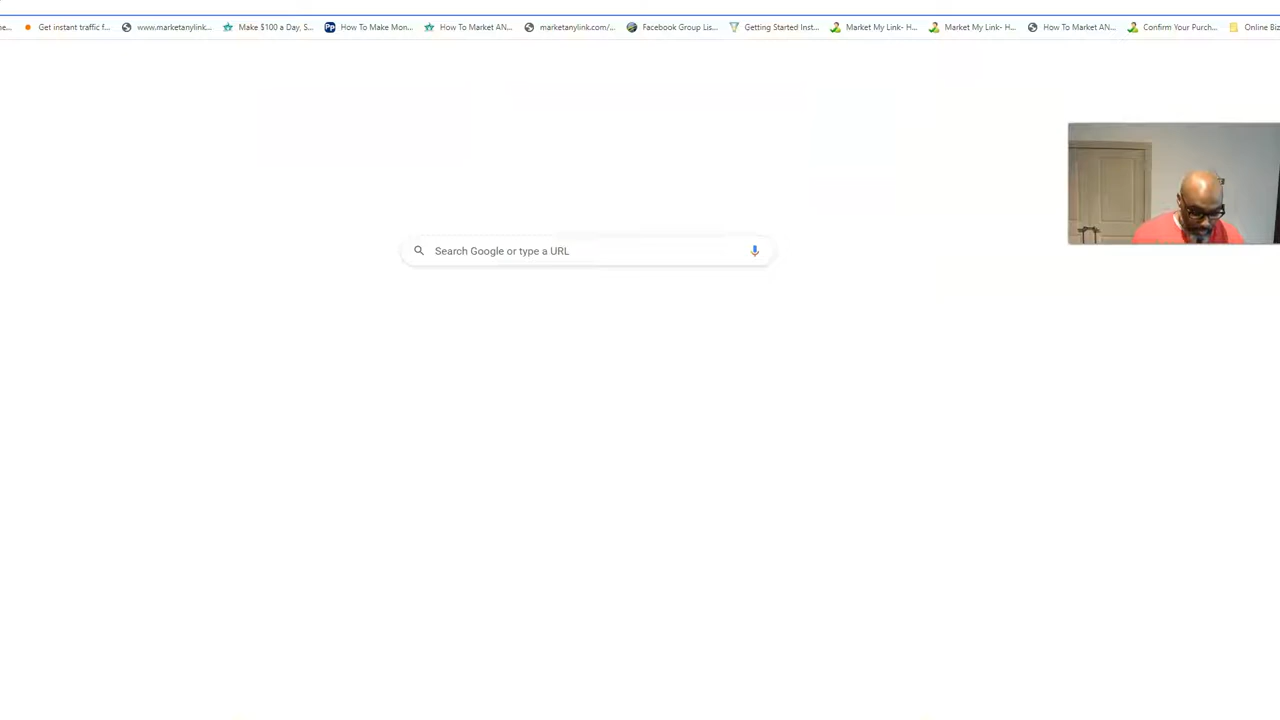 e... Get instant traffic f... www.marketanylink... Make $100 a Day, S... Pp How To Make Mon... How To Market AN... marketanylink.com/... Facebook Group Lis... Getting Started Inst... Market My Link- H... Market My Link- H... How To Market AN... Confirm Your Purch... Online Biz
Search Google or type a URL